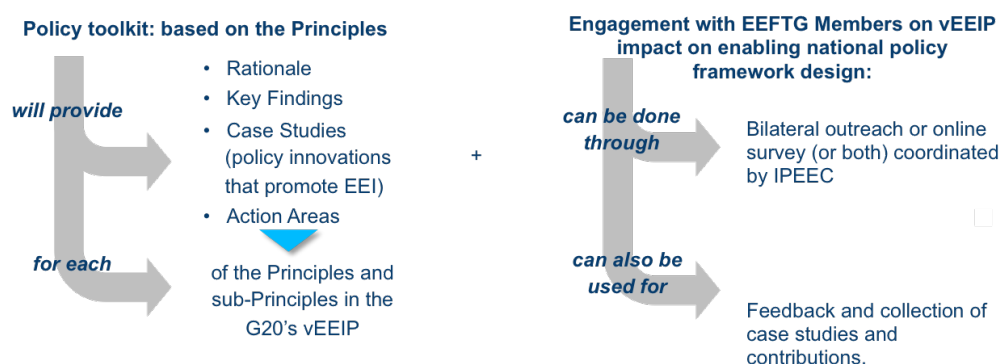 Policy toolkit: based on the Principles
will provide
• Rationale
• Key Findings
• Case Studies
(policy innovations
that promote EEI)
• Action Areas
for each
of the Principles and
sub-Principles in the
G20's vEEIP
+
Engagement with EEFTG Members on vEEIP
impact on enabling national policy
framework design:
can be done
through
Bilateral outreach or online
survey (or both) coordinated
by IPEEC
can also be
used for
Feedback and collection of
case studies and
contributions.